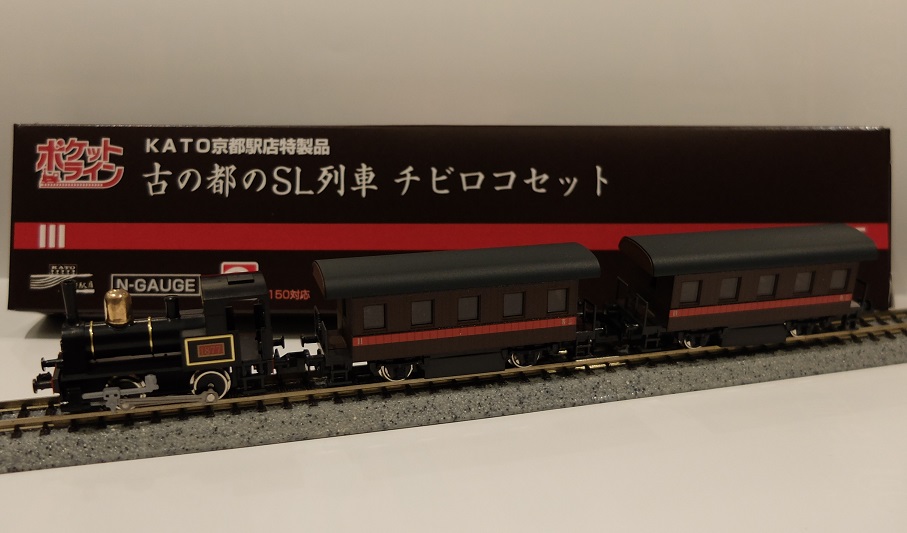 ポケット
ライン
KATO京都駅店特製品
古の都のSL列車 チビロコセット
KATO
N-GAUGE
150対応